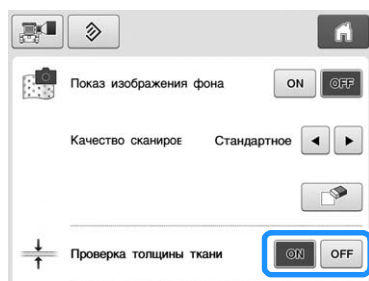 Показ изображения фона ON OFF
Качество сканирое Стандартное
Проверка толщины ткани ON OFF